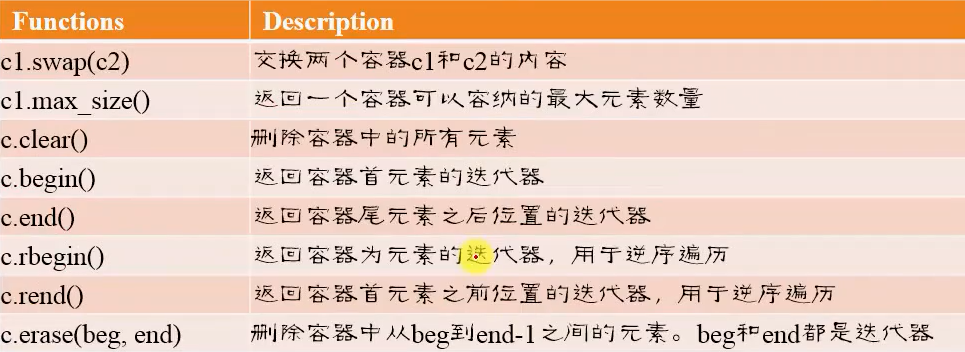 Functions Description
c1.swap(c2) 交换两个容器c1和c2的内容
c1.max_size() 返回一个容器可以容纳的最大元素数量
c.clear() 删除容器中的所有元素
c.begin() 返回容器首元素的迭代器
c.end() 返回容器尾元素之后位置的迭代器
c.rbegin() 返回容器为元素的迭代器，用于逆序遍历
c.rend() 返回容器首元素之前位置的迭代器，用于逆序遍历
c.erase(beg, end) 删除容器中从beg到end-1之间的元素。beg和end都是迭代器